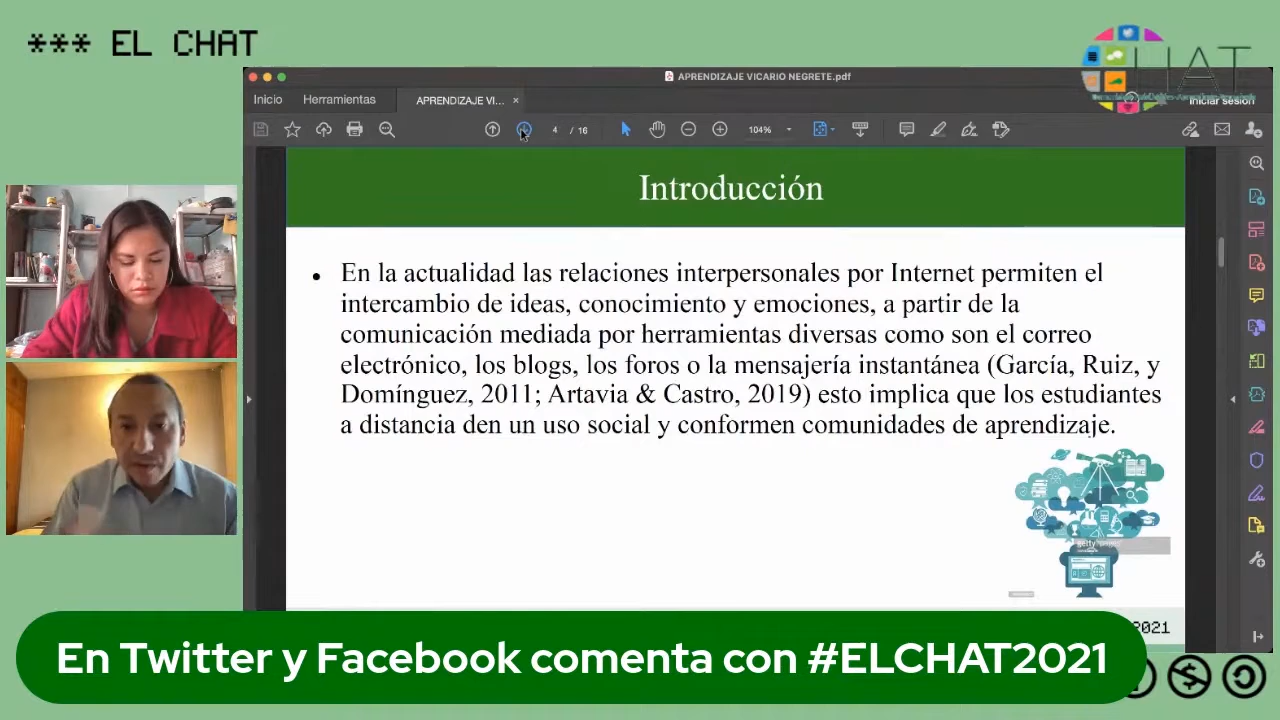 *** EL CHAT
HAT
APRENDIZAJE VICARIO NEGRETE.pdf
Inicio
Herramientas
APRENDIZAJE VI...
Iniciar sesión
4 / 16
104%
Introducción
• En la actualidad las relaciones interpersonales por Internet permiten el
intercambio de ideas, conocimiento y emociones, a partir de la
comunicación mediada por herramientas diversas como son el correo
electrónico, los blogs, los foros o la mensajería instantánea (García, Ruiz, y
Domínguez, 2011; Artavia & Castro, 2019) esto implica que los estudiantes
a distancia den un uso social y conformen comunidades de aprendizaje.
2021
En Twitter y Facebook comenta con #ELCHAT2021